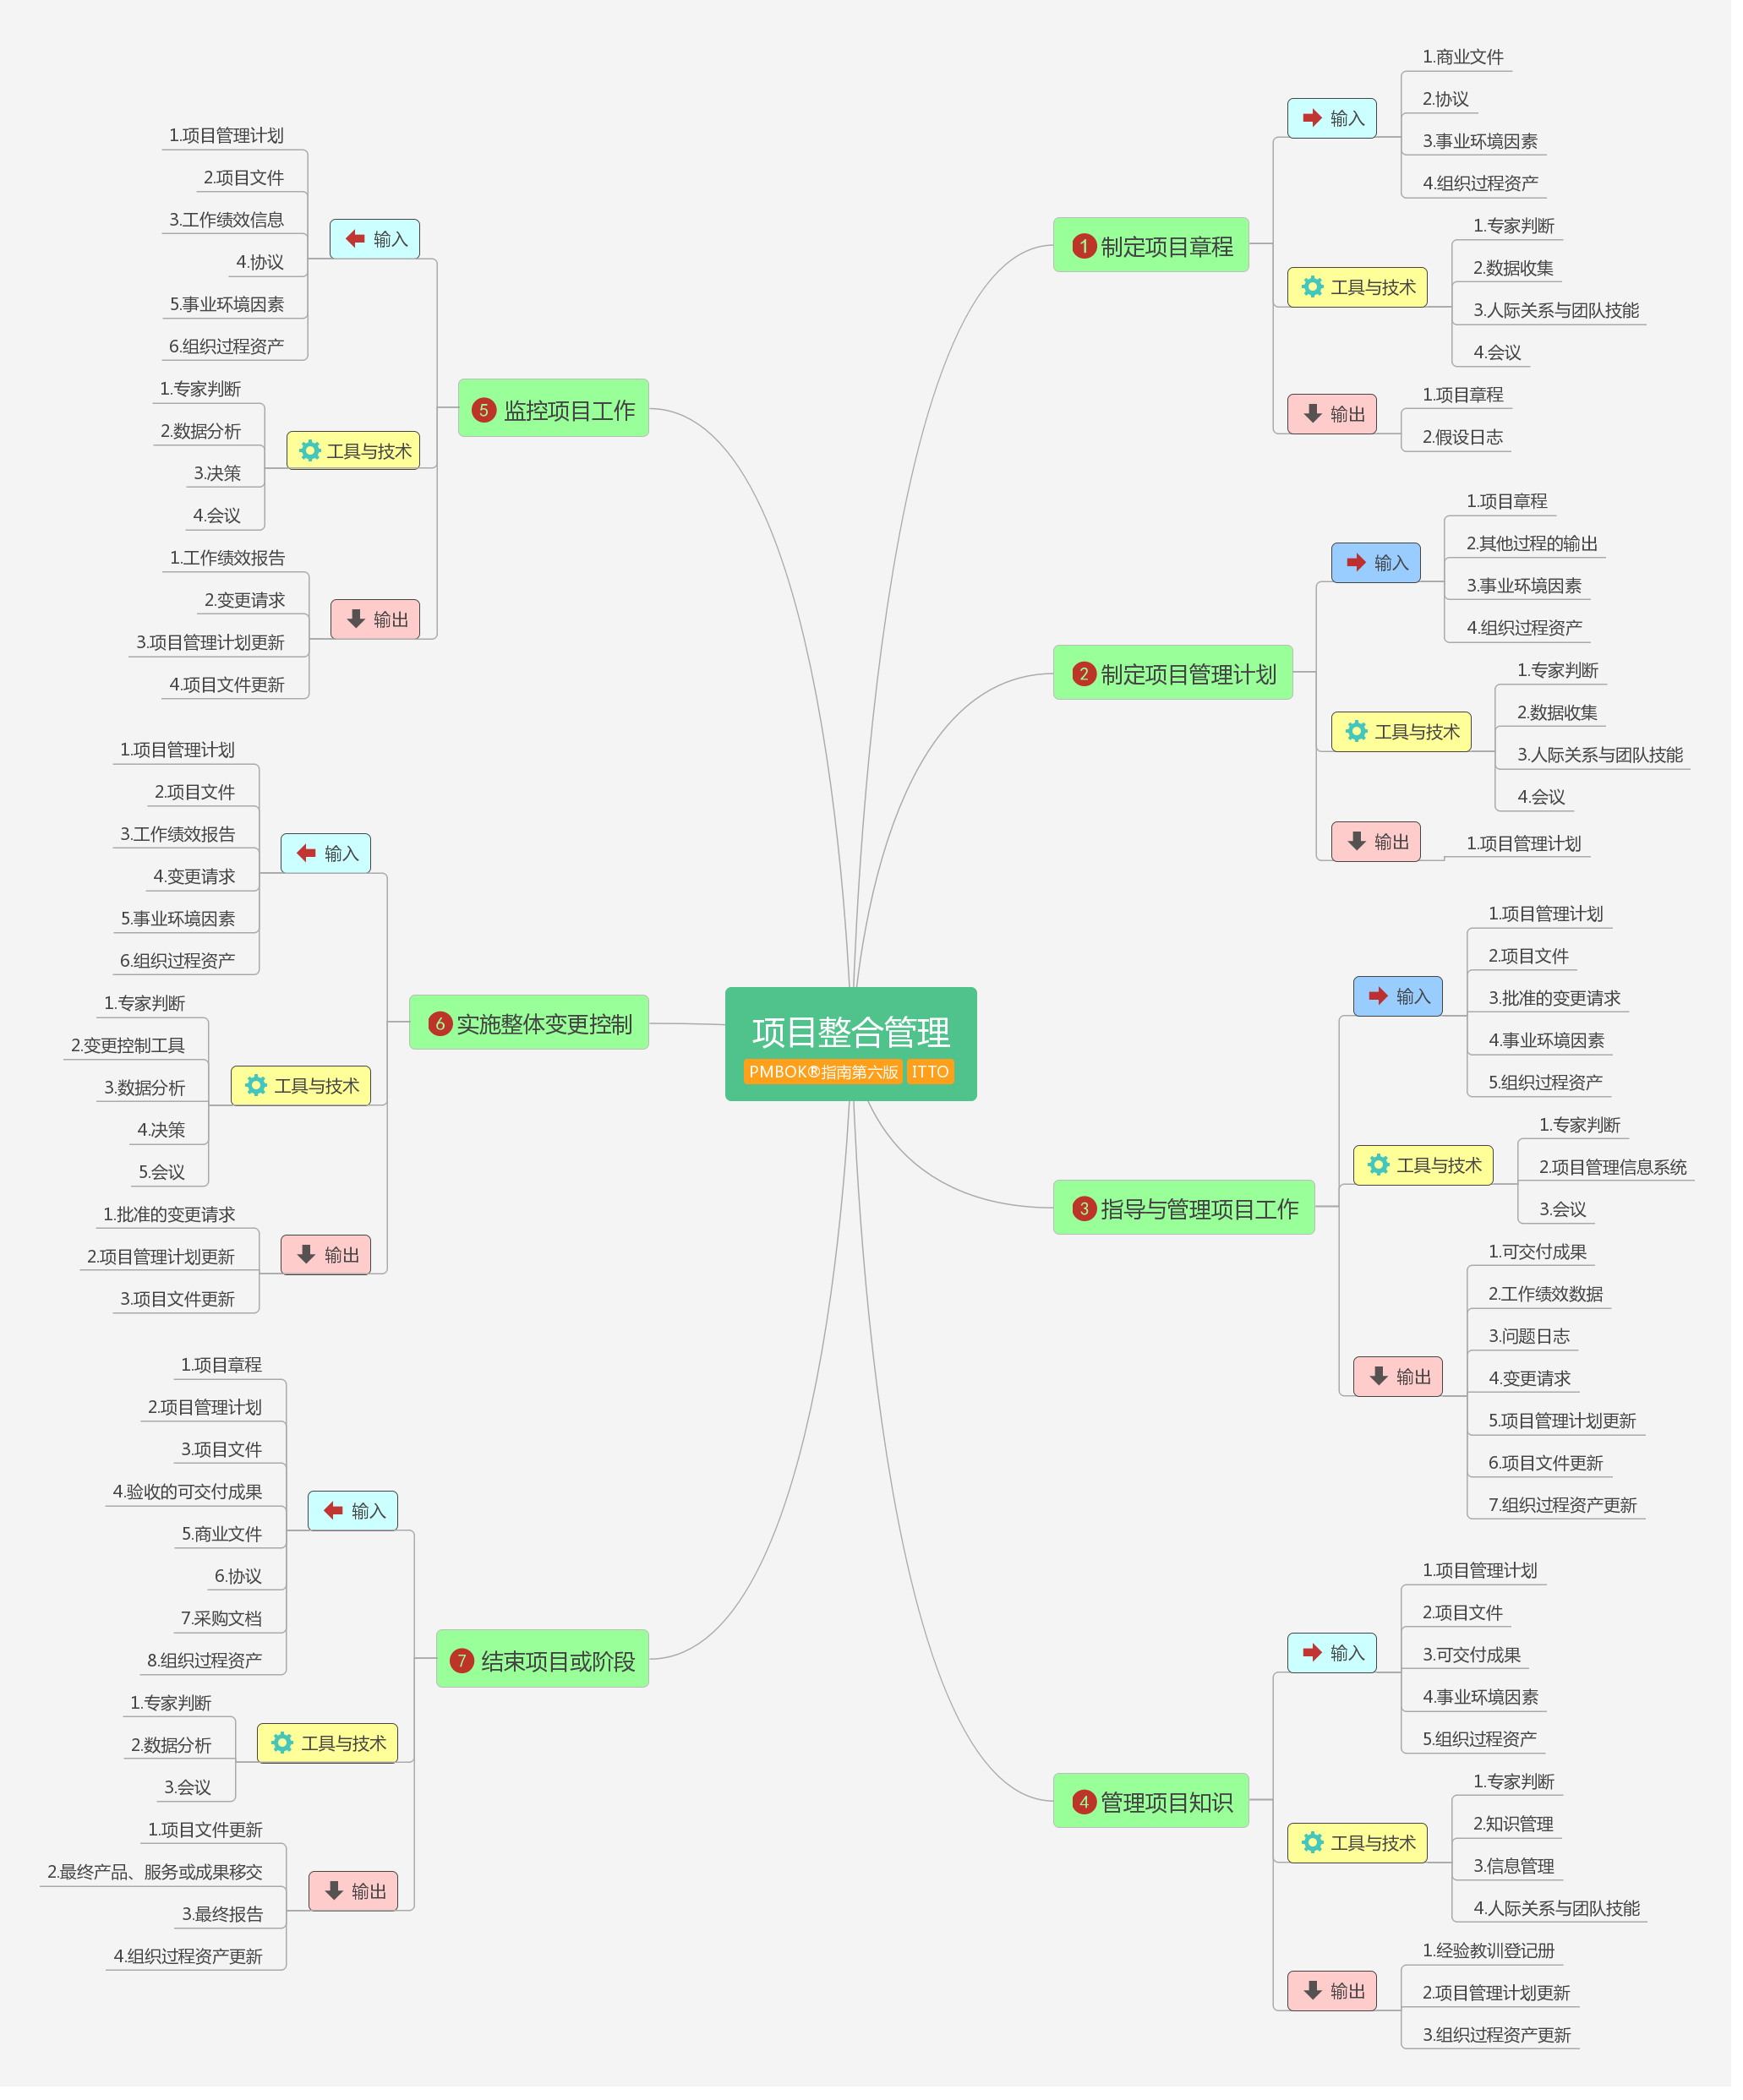 项目整合管理
PMBOK®指南第六版 ITTO
1 制定项目章程
输入
1.商业文件
2.协议
3.事业环境因素
4.组织过程资产
工具与技术
1.专家判断
2.数据收集
3.人际关系与团队技能
4.会议
输出
1.项目章程
2.假设日志
2 制定项目管理计划
输入
1.项目章程
2.其他过程的输出
3.事业环境因素
4.组织过程资产
工具与技术
1.专家判断
2.数据收集
3.人际关系与团队技能
4.会议
输出
1.项目管理计划
3 指导与管理项目工作
输入
1.项目管理计划
2.项目文件
3.批准的变更请求
4.事业环境因素
5.组织过程资产
工具与技术
1.专家判断
2.项目管理信息系统
3.会议
输出
1.可交付成果
2.工作绩效数据
3.问题日志
4.变更请求
5.项目管理计划更新
6.项目文件更新
7.组织过程资产更新
4 管理项目知识
输入
1.项目管理计划
2.项目文件
3.可交付成果
4.事业环境因素
5.组织过程资产
工具与技术
1.专家判断
2.知识管理
3.信息管理
4.人际关系与团队技能
输出
1.经验教训登记册
2.项目管理计划更新
3.组织过程资产更新
5 监控项目工作
输入
1.项目管理计划
2.项目文件
3.工作绩效信息
4.协议
5.事业环境因素
6.组织过程资产
工具与技术
1.专家判断
2.数据分析
3.决策
4.会议
输出
1.工作绩效报告
2.变更请求
3.项目管理计划更新
4.项目文件更新
6 实施整体变更控制
输入
1.项目管理计划
2.项目文件
3.工作绩效报告
4.变更请求
5.事业环境因素
6.组织过程资产
工具与技术
1.专家判断
2.变更控制工具
3.数据分析
4.决策
5.会议
输出
1.批准的变更请求
2.项目管理计划更新
3.项目文件更新
7 结束项目或阶段
输入
1.项目章程
2.项目管理计划
3.项目文件
4.验收的可交付成果
5.商业文件
6.协议
7.采购文档
8.组织过程资产
工具与技术
1.专家判断
2.数据分析
3.会议
输出
1.项目文件更新
2.最终产品、服务或成果移交
3.最终报告
4.组织过程资产更新